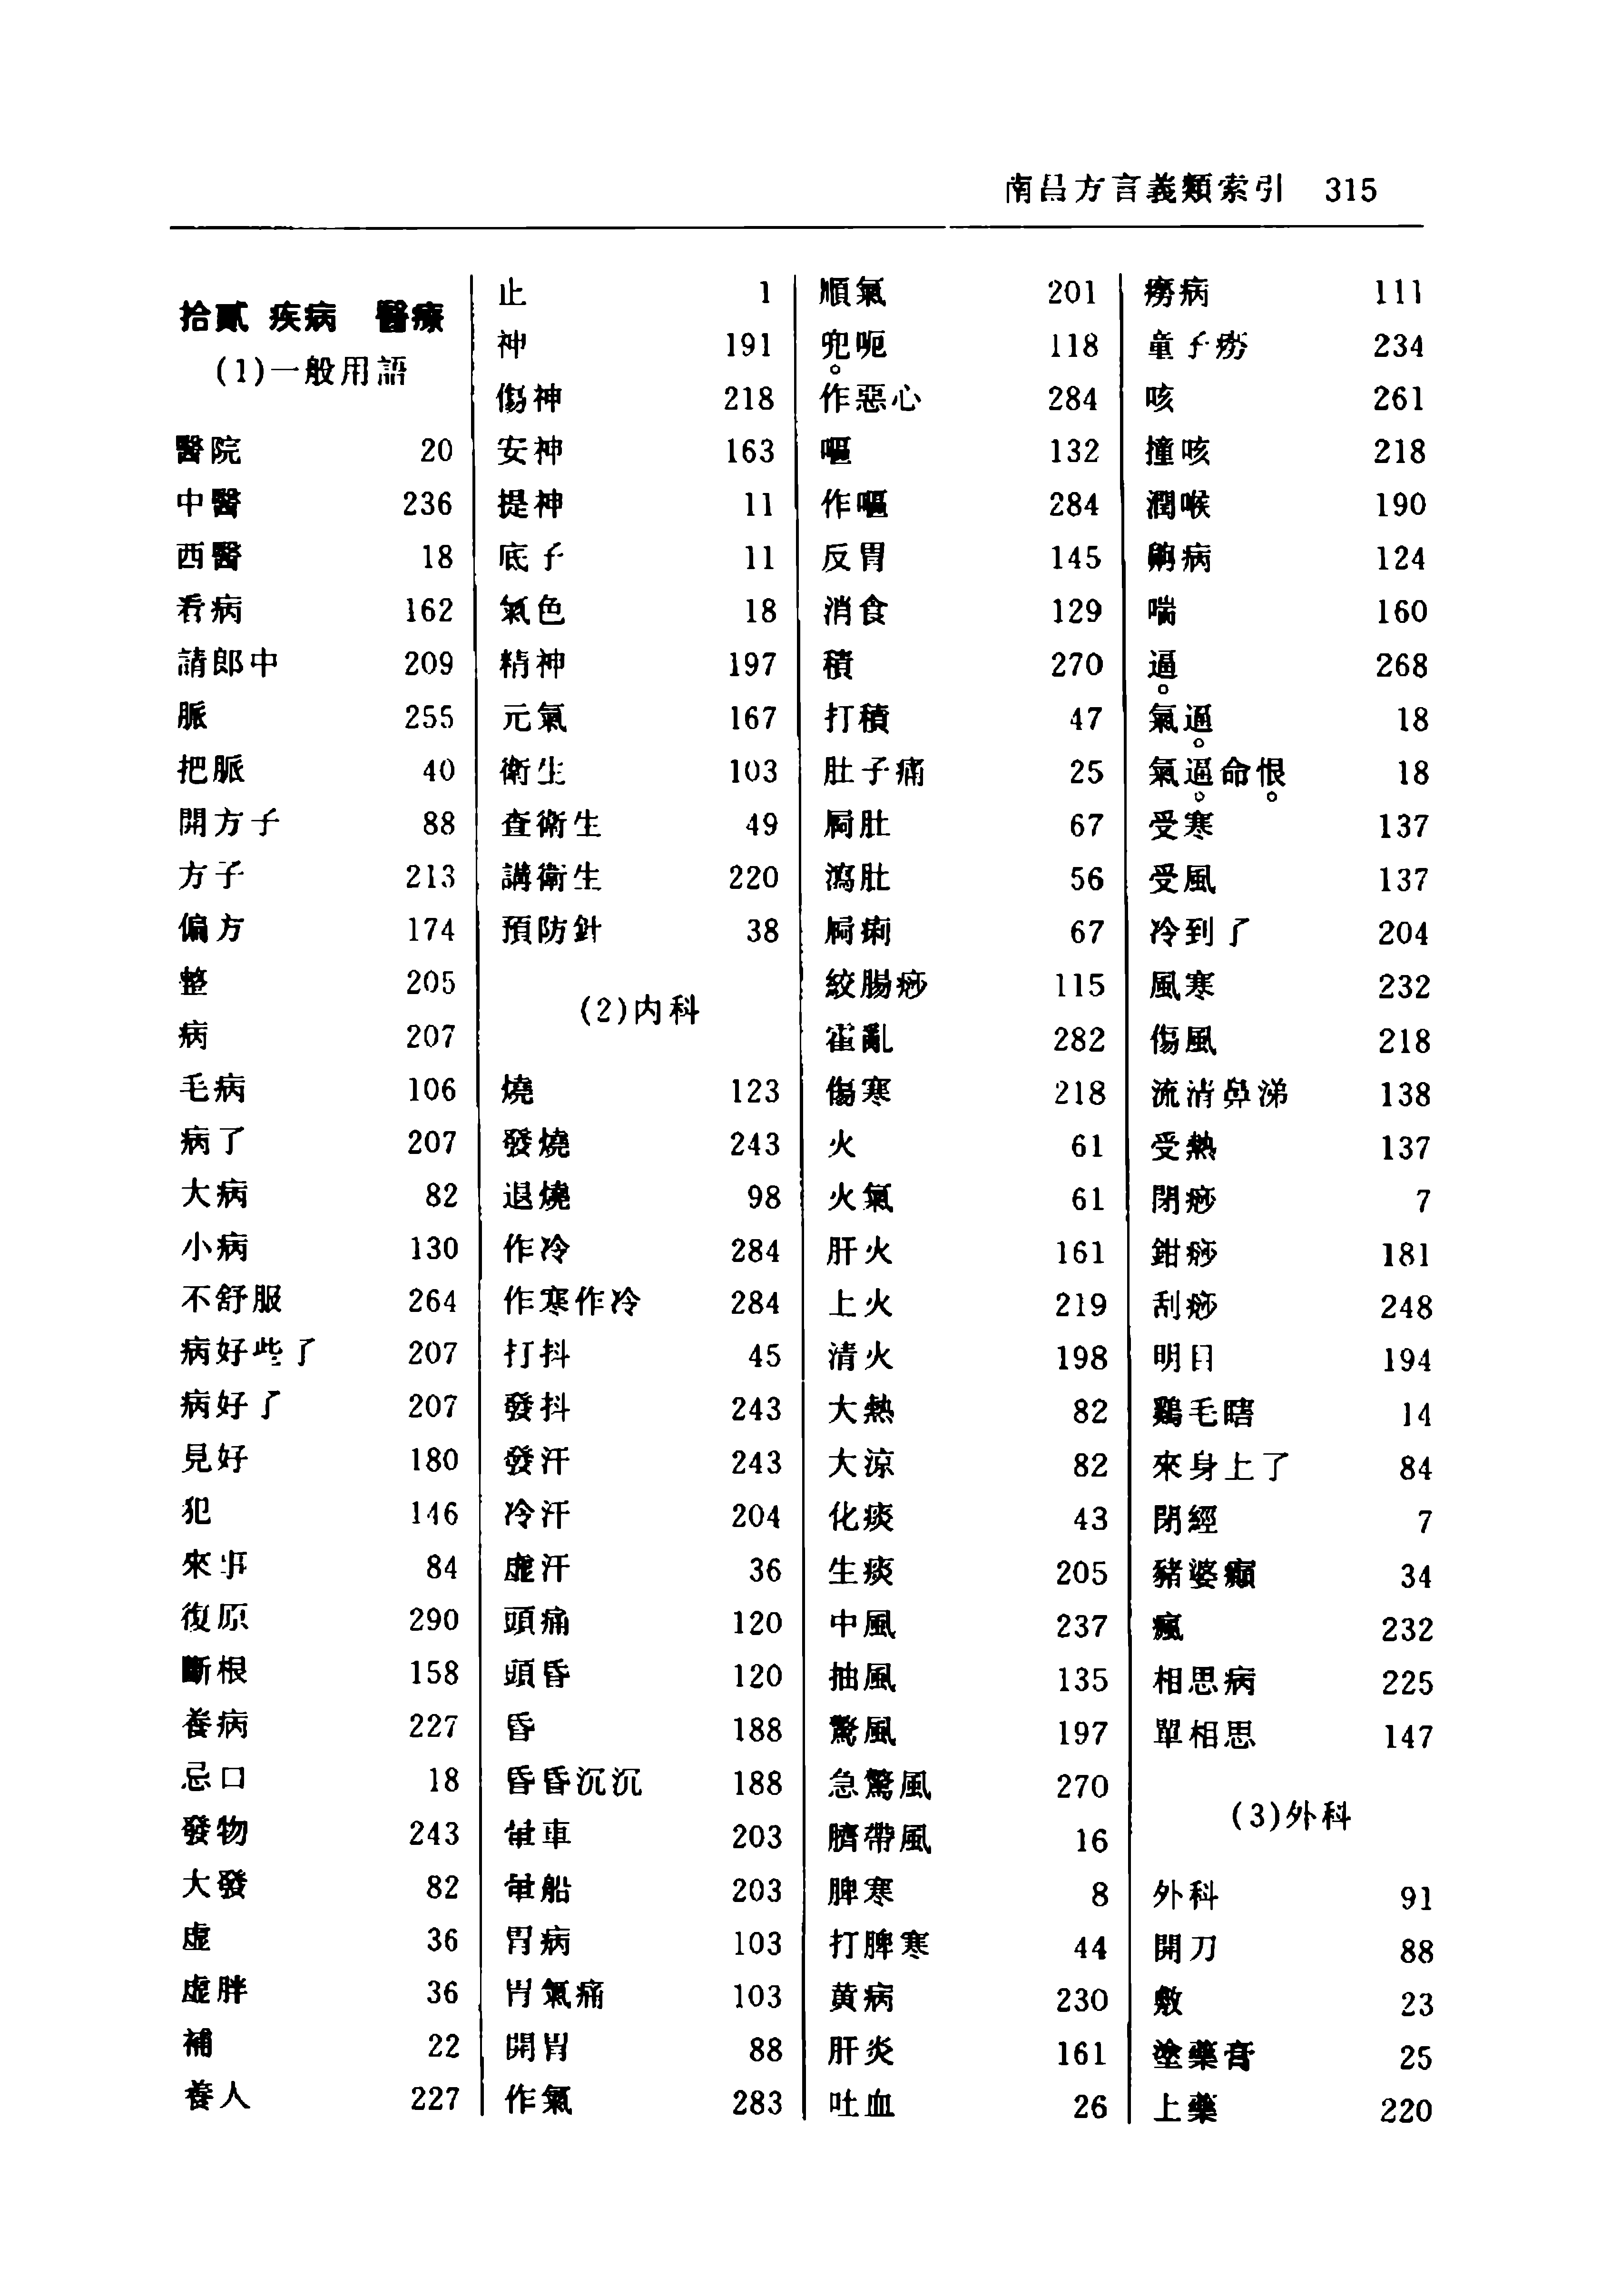 南昌方言義類索引 315
拾貳 疾病 醫療
(1)一般用語
醫院 20
中醫 236
西醫 18
看病 162
請郎中 209
脈 255
把脈 40
開方子 88
方子 213
偏方 174
整 205
病 207
毛病 106
病了 207
大病 82
小病 130
不舒服 264
病好些了 207
病好了 207
見好 180
犯 146
來事 84
復原 290
斷根 158
養病 227
忌口 18
發物 243
大發 82
虛 36
虛胖 36
補 22
養人 227
止 1
神 191
傷神 218
安神 163
提神 11
底子 11
氣色 18
精神 197
元氣 167
衛生 103
查衛生 49
講衛生 220
預防針 38
(2)内科
燒 123
發燒 243
退燒 98
作冷 284
作寒作冷 284
打抖 45
發抖 243
發汗 243
冷汗 204
虛汗 36
頭痛 120
頭昏 120
昏 188
昏昏沉沉 188
暈車 203
暈船 203
胃病 103
胃氣痛 103
開胃 88
作氣 283
順氣 201
兜呃 118
作惡心 284
嘔 132
作嘔 284
反胃 145
消食 129
積 270
打積 47
肚子痛 25
屙肚 67
瀉肚 56
屙痢 67
絞腸痧 115
霍亂 282
傷寒 218
火 61
火氣 61
肝火 161
上火 219
清火 198
大熱 82
大涼 82
化痰 43
生痰 205
中風 237
抽風 135
驚風 197
急驚風 270
臍帶風 16
脾寒 8
打脾寒 44
黄病 230
肝炎 161
吐血 26
癆病 111
童子癆 234
咳 261
撞咳 218
潤喉 190
齁病 124
喘 160
逼 268
氣逼 18
氣逼命恨 18
受寒 137
受風 137
冷到了 204
風寒 232
傷風 218
流清鼻涕 138
受熱 137
閉痧 7
鉗痧 181
刮痧 248
明目 194
鷄毛瞎 14
來身上了 84
閉經 7
豬婆癲 34
瘋 232
相思病 225
單相思 147
(3)外科
外科 91
開刀 88
敷 23
塗藥膏 25
上藥 220